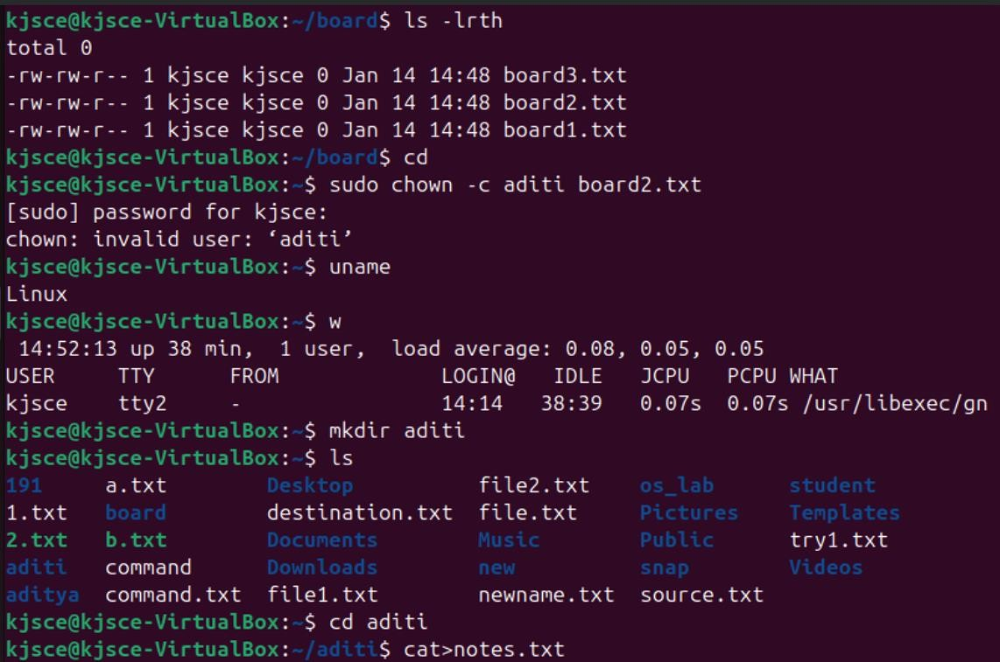 kjsce@kjsce-VirtualBox:~/board$ ls -lrth
total 0
-rw-rw-r-- 1 kjsce kjsce 0 Jan 14 14:48 board3.txt
-rw-rw-r-- 1 kjsce kjsce 0 Jan 14 14:48 board2.txt
-rw-rw-r-- 1 kjsce kjsce 0 Jan 14 14:48 board1.txt
kjsce@kjsce-VirtualBox:~/board$ cd
kjsce@kjsce-VirtualBox:~$ sudo chown -c aditi board2.txt
[sudo] password for kjsce:
chown: invalid user: ‘aditi’
kjsce@kjsce-VirtualBox:~$ uname
Linux
kjsce@kjsce-VirtualBox:~$ w
 14:52:13 up 38 min,  1 user,  load average: 0.08, 0.05, 0.05
USER     TTY      FROM             LOGIN@   IDLE   JCPU   PCPU WHAT
kjsce    tty2     -                14:14   38:39   0.07s  0.07s /usr/libexec/gn
kjsce@kjsce-VirtualBox:~$ mkdir aditi
kjsce@kjsce-VirtualBox:~$ ls
191     a.txt        Desktop          file2.txt    os_lab      student
1.txt   board        destination.txt  file.txt     Pictures    Templates
2.txt   b.txt        Documents        Music        Public      try1.txt
aditi   command      Downloads        new          snap        Videos
aditya  command.txt  file1.txt        newname.txt  source.txt
kjsce@kjsce-VirtualBox:~$ cd aditi
kjsce@kjsce-VirtualBox:~/aditi$ cat>notes.txt